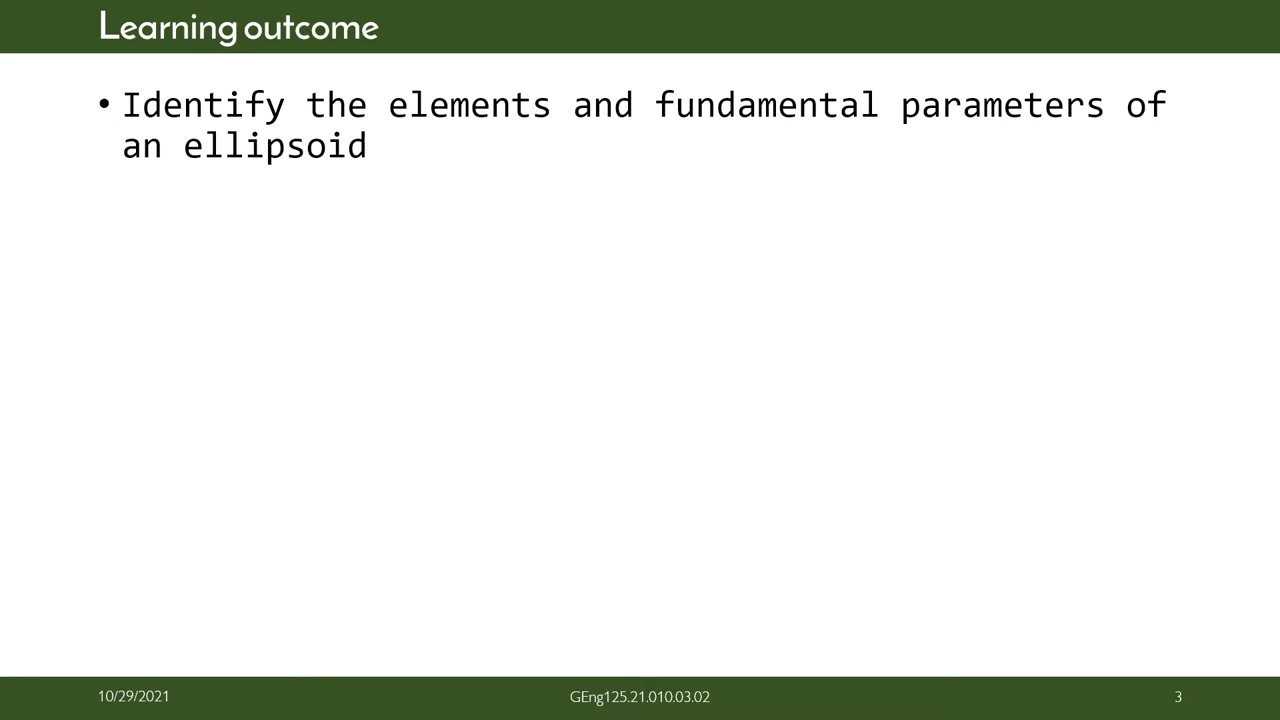 Learning outcome
• Identify the elements and fundamental parameters of
an ellipsoid
10/29/2021
GEng125.21.010.03.02
3